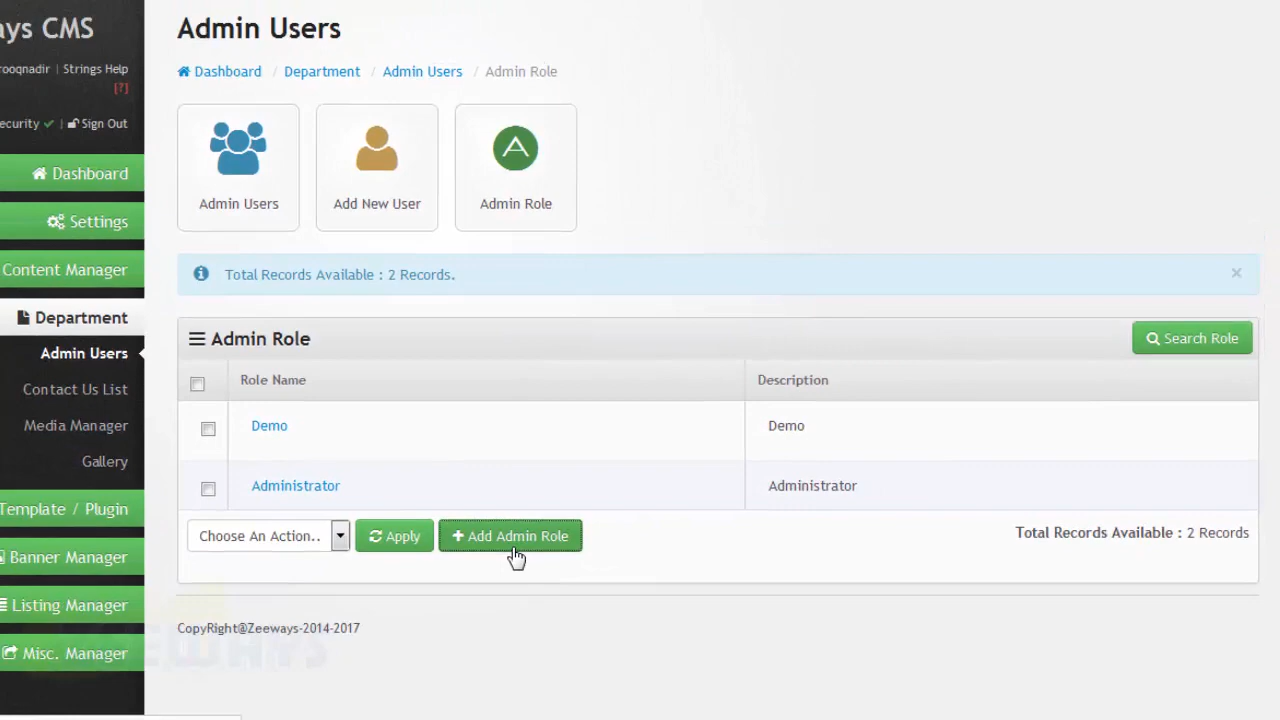 ays CMS
rooqnadir | Strings Help
[?]
ecurity ✓ | Sign Out
Dashboard
Settings
Content Manager
Department
Admin Users
Contact Us List
Media Manager
Gallery
Template / Plugin
Banner Manager
Listing Manager
Misc. Manager
Admin Users
Dashboard / Department / Admin Users / Admin Role
Admin Users
Add New User
Admin Role
Total Records Available : 2 Records. ×
Admin Role
Search Role
Role Name Description
Demo Demo
Administrator Administrator
Choose An Action.. Apply + Add Admin Role Total Records Available : 2 Records
CopyRight@Zeeways-2014-2017